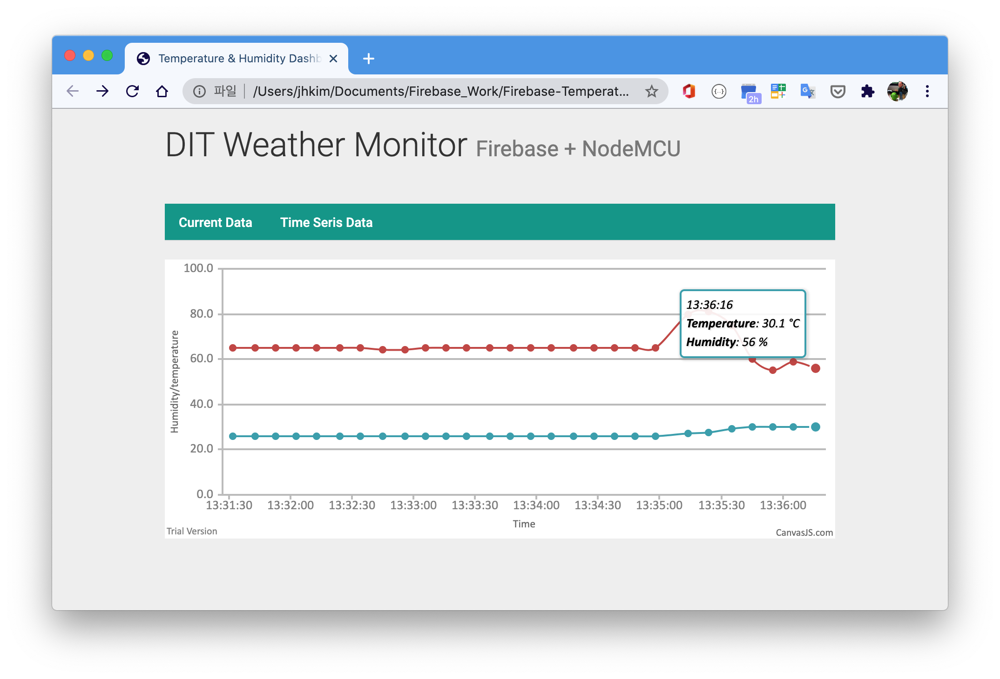 Temperature & Humidity Dashb
파일 /Users/jhkim/Documents/Firebase_Work/Firebase-Temperat...
{...}
2h
G 文
DIT Weather Monitor Firebase + NodeMCU
Current Data Time Seris Data
100.0
80.0
60.0
40.0
20.0
0.0
Humidity/temperature
13:36:16
Temperature: 30.1 °C
Humidity: 56 %
13:31:30 13:32:00 13:32:30 13:33:00 13:33:30 13:34:00 13:34:30 13:35:00 13:35:30 13:36:00
Time
Trial Version
CanvasJS.com